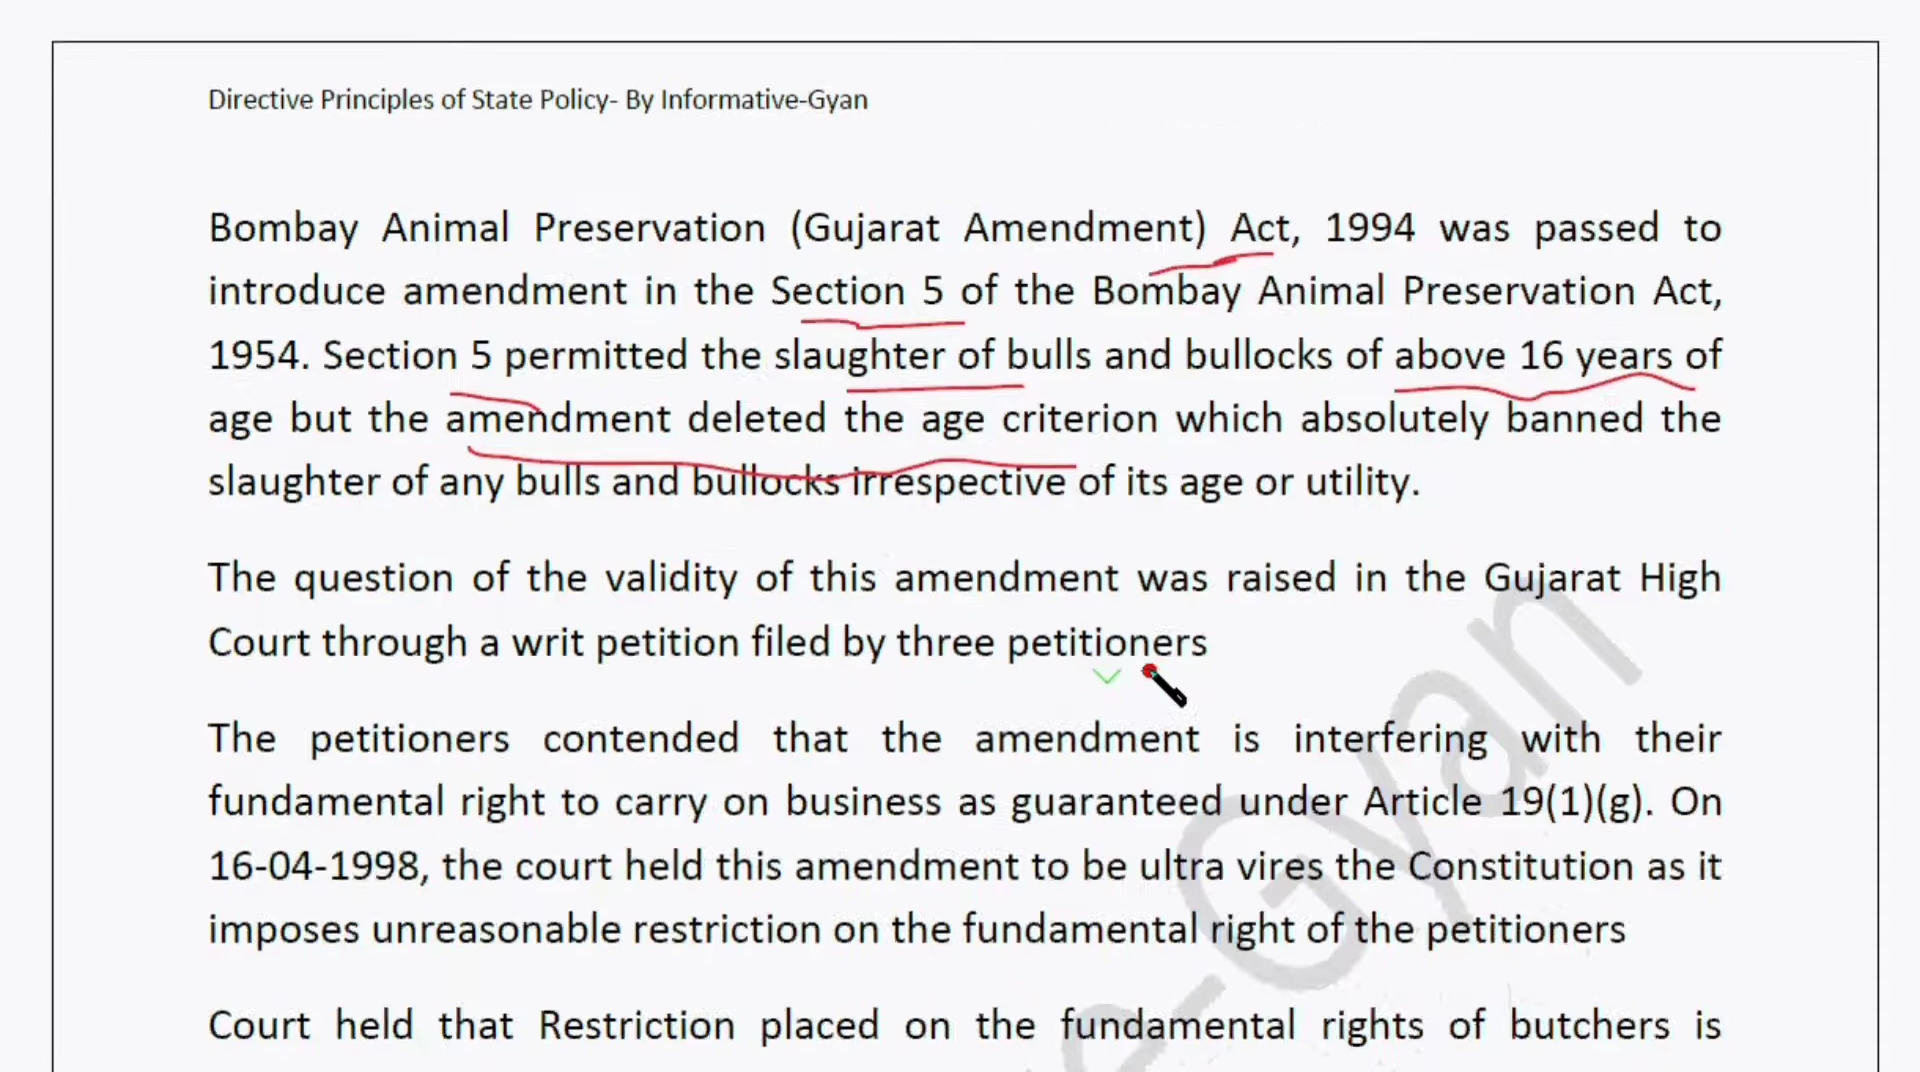 Directive Principles of State Policy- By Informative-Gyan
Bombay Animal Preservation (Gujarat Amendment) Act, 1994 was passed to
introduce amendment in the Section 5 of the Bombay Animal Preservation Act,
1954. Section 5 permitted the slaughter of bulls and bullocks of above 16 years of
age but the amendment deleted the age criterion which absolutely banned the
slaughter of any bulls and bullocks irrespective of its age or utility.
The question of the validity of this amendment was raised in the Gujarat High
Court through a writ petition filed by three petitioners
The petitioners contended that the amendment is interfering with their
fundamental right to carry on business as guaranteed under Article 19(1)(g). On
16-04-1998, the court held this amendment to be ultra vires the Constitution as it
imposes unreasonable restriction on the fundamental right of the petitioners
Court held that Restriction placed on the fundamental rights of butchers is
e-Gyan